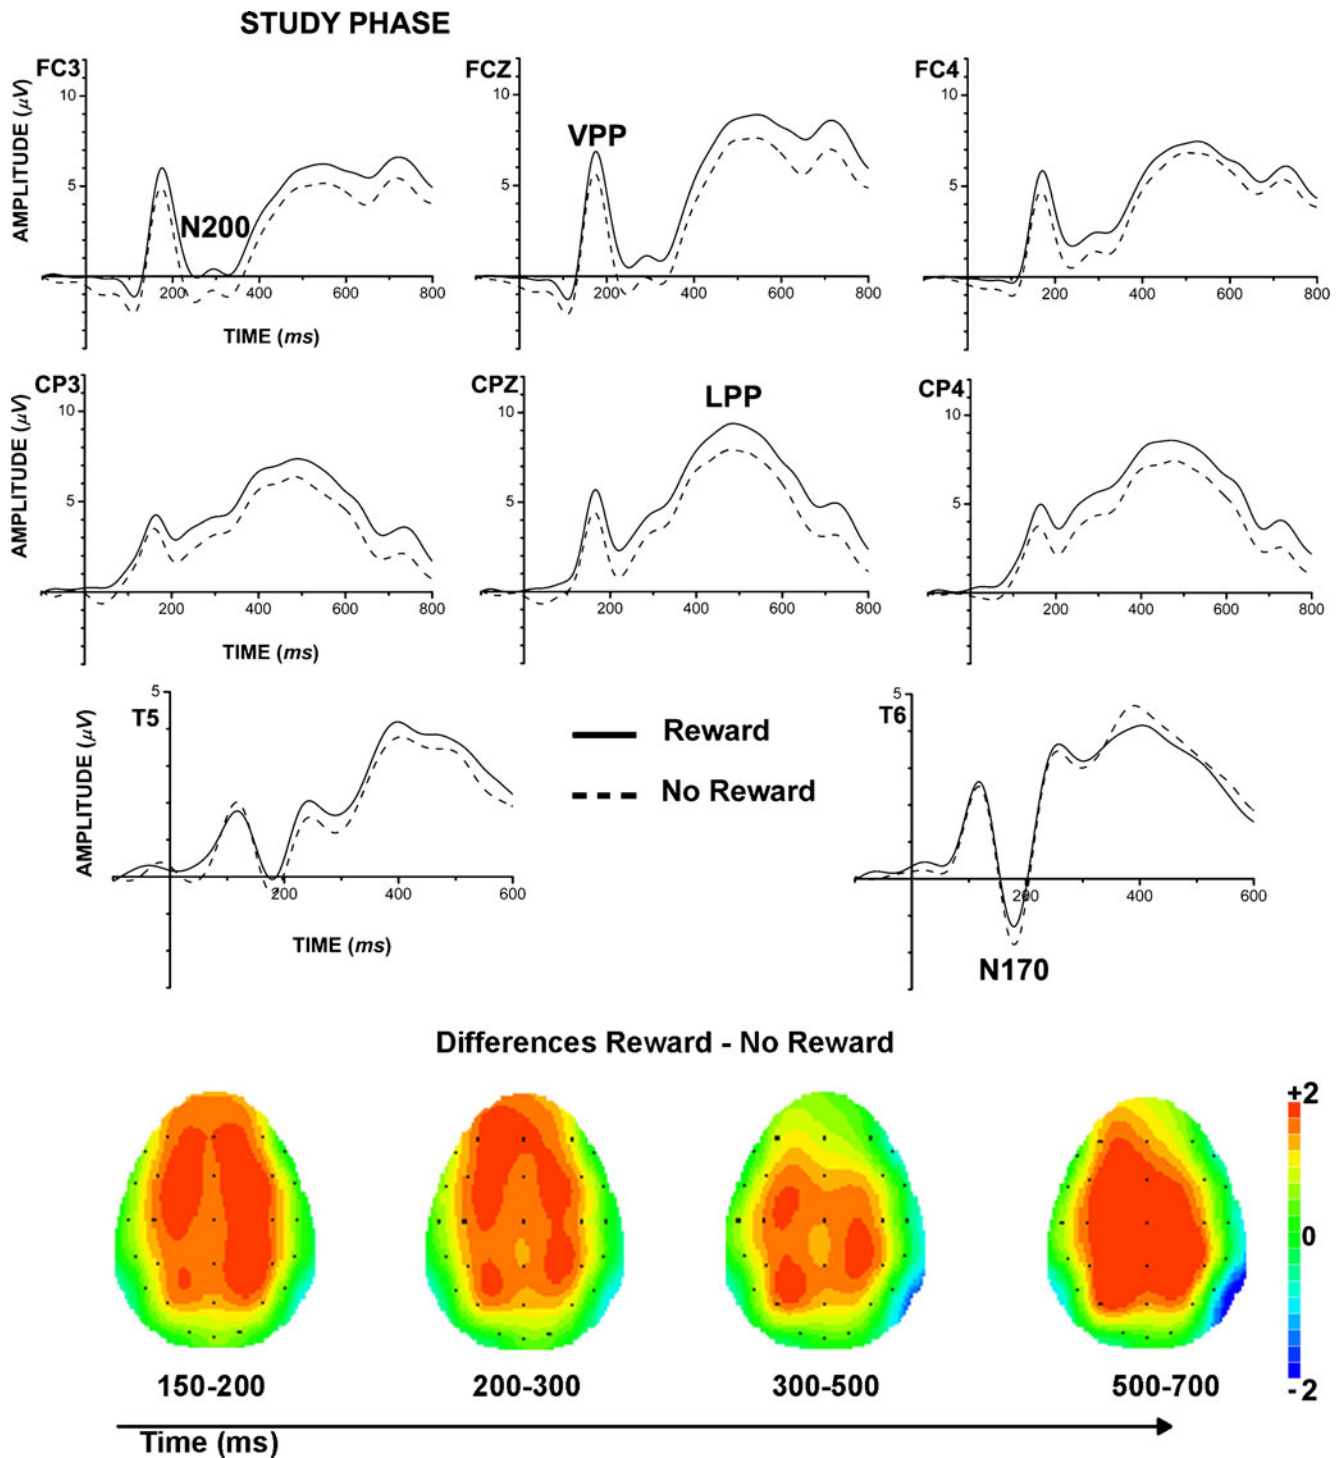 STUDY PHASE
FC3
FCZ
FC4
AMPLITUDE (μV)
10
10
10
VPP
5
5
5
N200
200
400
600
800
200
400
600
800
200
400
600
800
TIME (ms)
CP3
CPZ
CP4
AMPLITUDE (μV)
10
10
10
LPP
5
5
5
200
400
600
800
200
400
600
800
200
400
600
800
TIME (ms)
5
5
T5
T6
AMPLITUDE (μV)
Reward
No Reward
200
400
600
200
400
600
TIME (ms)
N170
Differences Reward - No Reward
+2
0
-2
150-200
200-300
300-500
500-700
Time (ms)